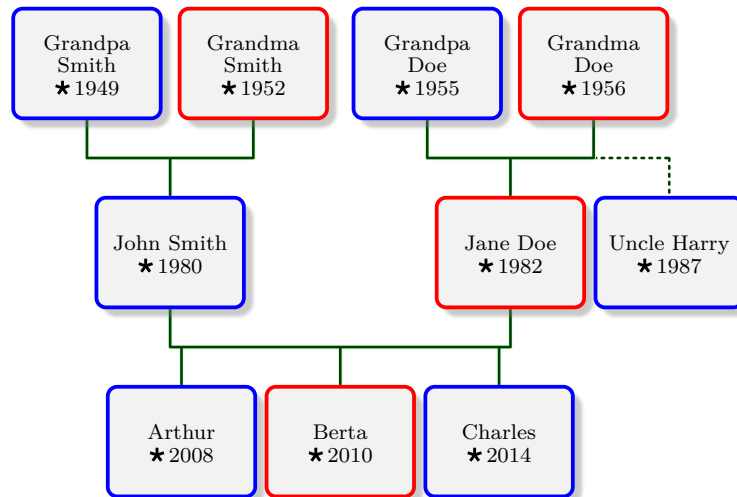 Grandpa
Smith
★ 1949
Grandma
Smith
★ 1952
Grandpa
Doe
★ 1955
Grandma
Doe
★ 1956
John Smith
★ 1980
Jane Doe
★ 1982
Uncle Harry
★ 1987
Arthur
★ 2008
Berta
★ 2010
Charles
★ 2014